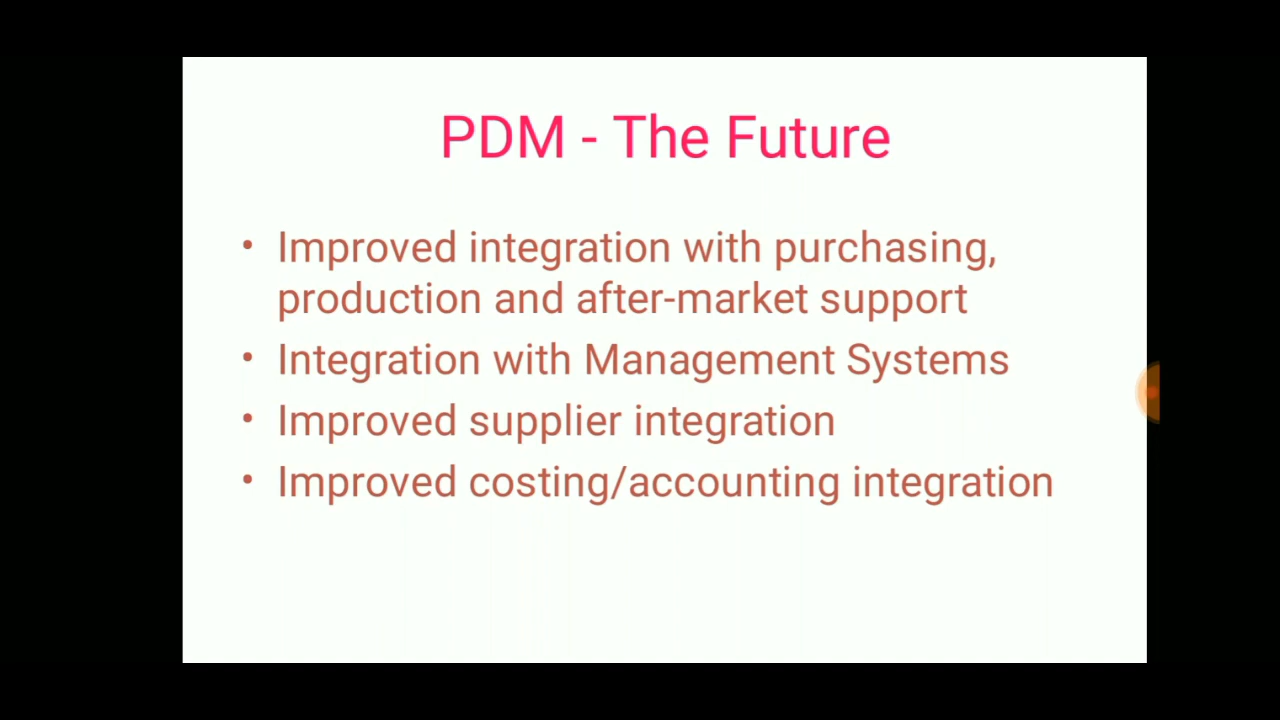 PDM - The Future
• Improved integration with purchasing,
production and after-market support
• Integration with Management Systems
• Improved supplier integration
• Improved costing/accounting integration